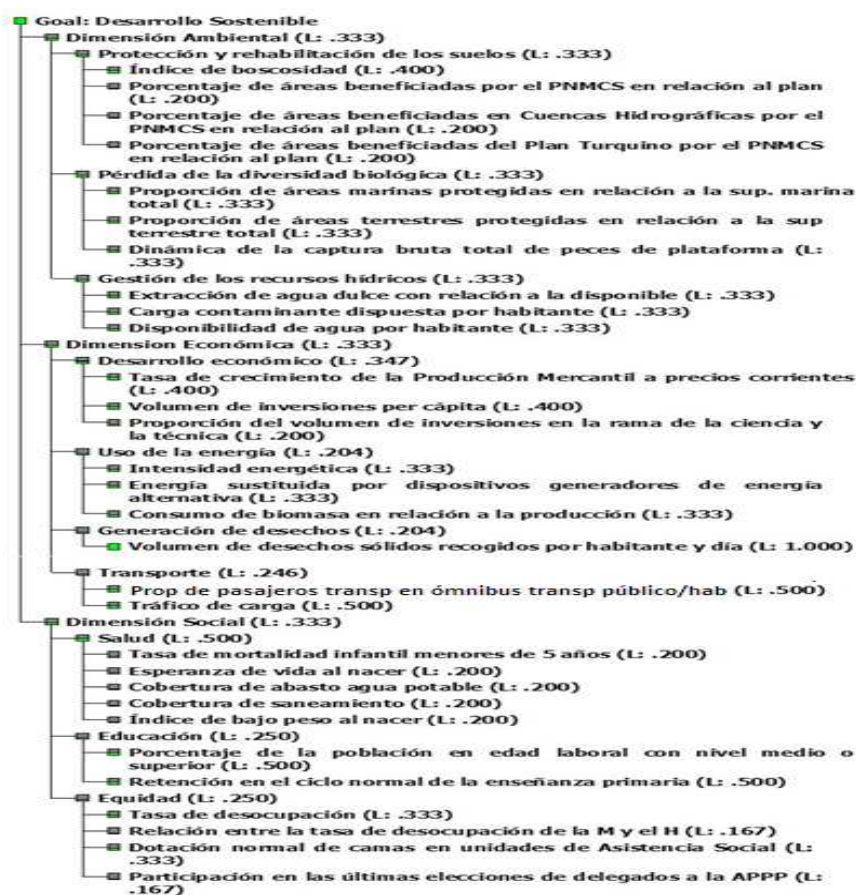 Goal: Desarrollo Sostenible
Dimensión Ambiental (L: .333)
Protección y rehabilitación de los suelos (L: .333)
Índice de boscosidad (L: .400)
Porcentaje de áreas beneficiadas por el PNMCS en relación al plan
(L: .200)
Porcentaje de áreas beneficiadas en Cuencas Hidrográficas por el
PNMCS en relación al plan (L: .200)
Porcentaje de áreas beneficiadas del Plan Turquino por el PNMCS
en relación al plan (L: .200)
Pérdida de la diversidad biológica (L: .333)
Proporción de áreas marinas protegidas en relación a la sup. marina
total (L: .333)
Proporción de áreas terrestres protegidas en relación a la sup
terrestre total (L: .333)
Dinámica de la captura bruta total de peces de plataforma (L:
.333)
Gestión de los recursos hídricos (L: .333)
Extracción de agua dulce con relación a la disponible (L: .333)
Carga contaminante dispuesta por habitante (L: .333)
Disponibilidad de agua por habitante (L: .333)
Dimension Económica (L: .333)
Desarrollo económico (L: .347)
Tasa de crecimiento de la Producción Mercantil a precios corrientes
(L: .400)
Volumen de inversiones per cápita (L: .400)
Proporción del volumen de inversiones en la rama de la ciencia y
la técnica (L: .200)
Uso de la energía (L: .204)
Intensidad energética (L: .333)
Energía sustituida por dispositivos generadores de energía
alternativa (L: .333)
Consumo de biomasa en relación a la producción (L: .333)
Generación de desechos (L: .204)
Volumen de desechos sólidos recogidos por habitante y día (L: 1.000)
Transporte (L: .246)
Prop de pasajeros transp en ómnibus transp público/hab (L: .500)
Tráfico de carga (L: .500)
Dimensión Social (L: .333)
Salud (L: .500)
Tasa de mortalidad infantil menores de 5 años (L: .200)
Esperanza de vida al nacer (L: .200)
Cobertura de abasto agua potable (L: .200)
Cobertura de saneamiento (L: .200)
Índice de bajo peso al nacer (L: .200)
Educación (L: .250)
Porcentaje de la población en edad laboral con nivel medio o
superior (L: .500)
Retención en el ciclo normal de la enseñanza primaria (L: .500)
Equidad (L: .250)
Tasa de desocupación (L: .333)
Relación entre la tasa de desocupación de la M y el H (L: .167)
Dotación normal de camas en unidades de Asistencia Social (L:
.333)
Participación en las últimas elecciones de delegados a la APPP (L:
.167)